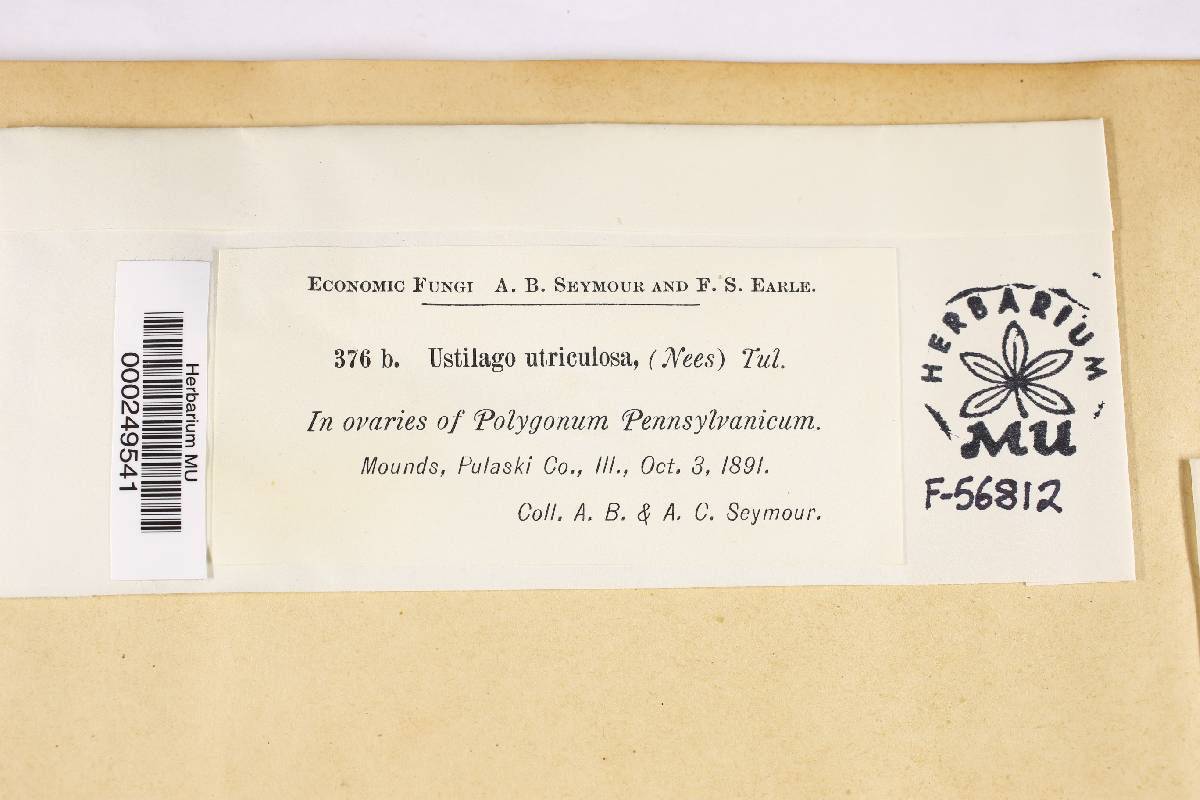 Economic Fungi A. B. Seymour and F. S. Earle.
376 b. Ustilago utriculosa, (Nees) Tul.
In ovaries of Polygonum Pennsylvanicum.
Mounds, Pulaski Co., Ill., Oct. 3, 1891.
Coll. A. B. & A. C. Seymour.
Herbarium MU
000249541
HERBARIUM
MU
F-56812